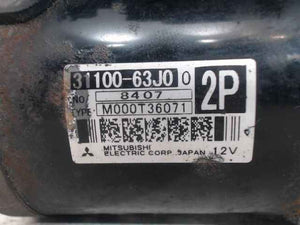 31100-63J0 0
2P
NO. 8407
TYPE M000T36071
MITSUBISHI
ELECTRIC CORP. JAPAN 12V